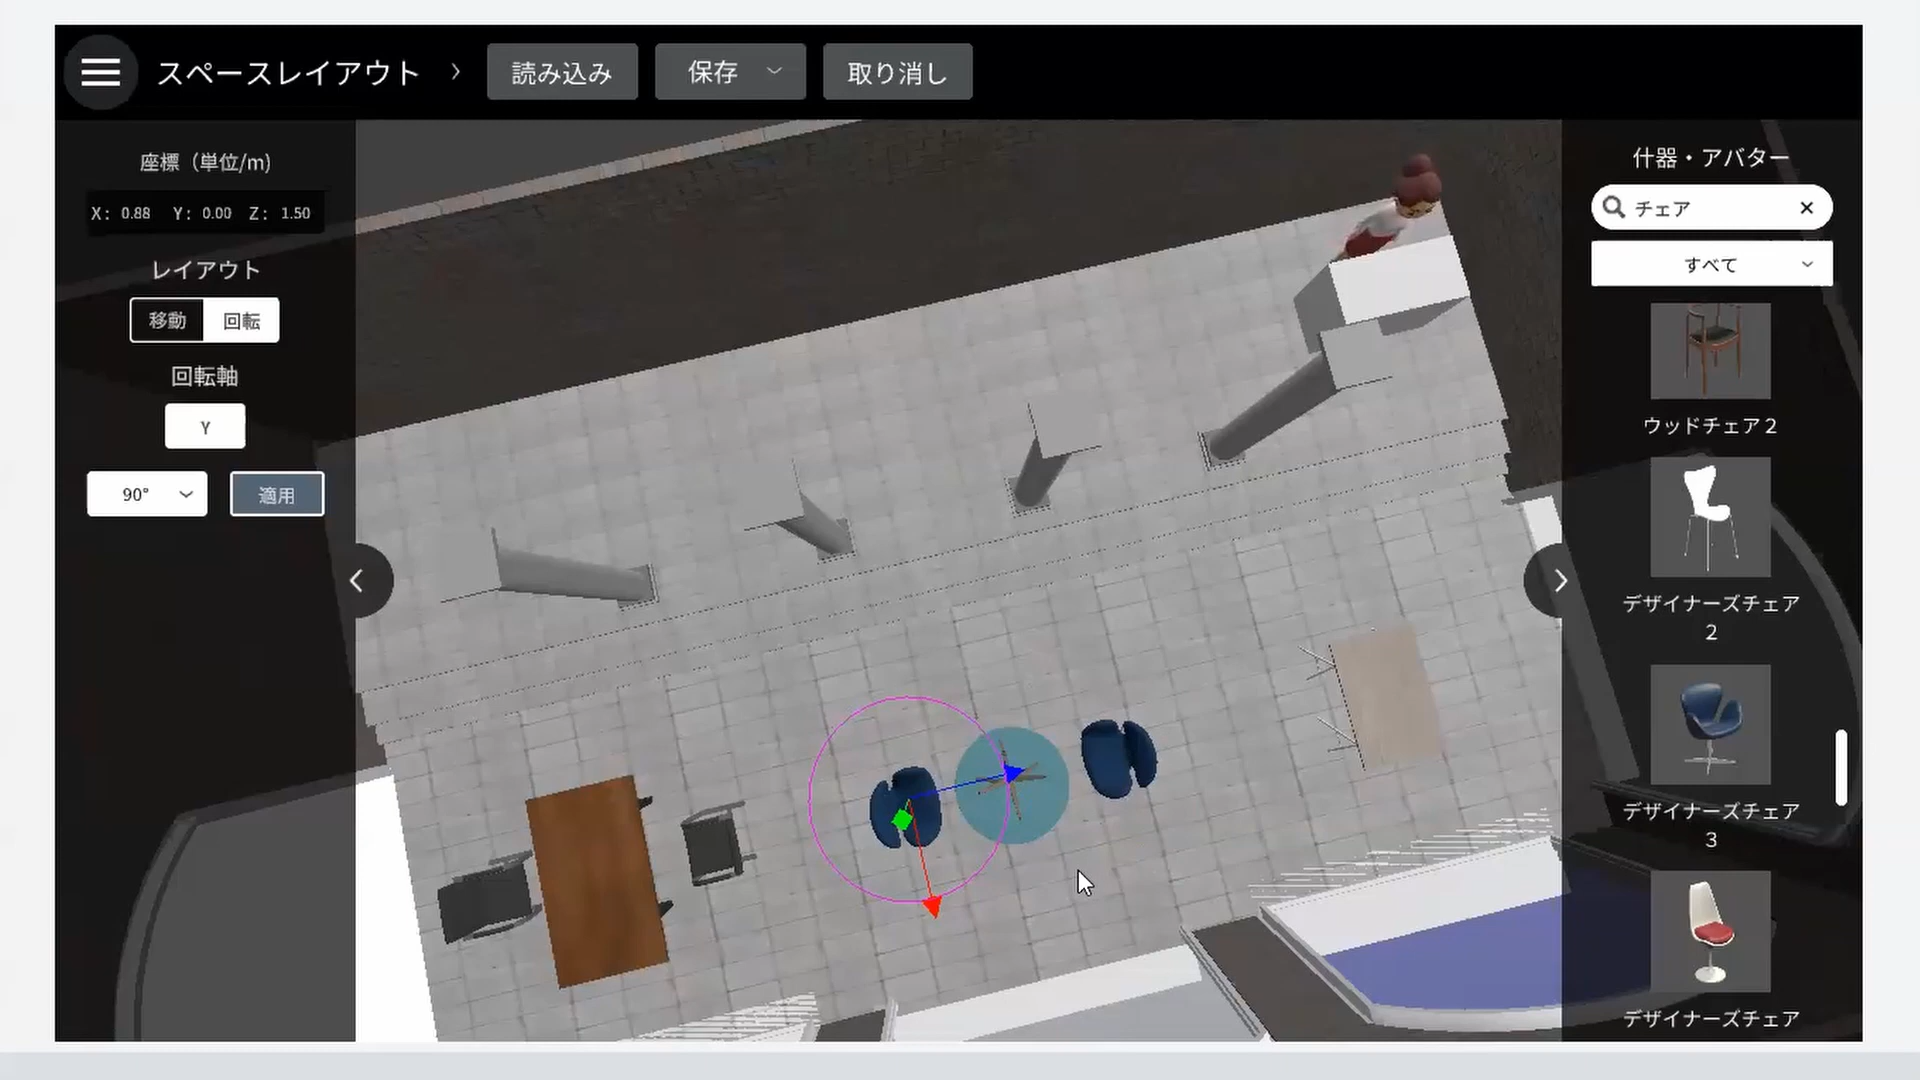 スペースレイアウト › 読み込み 保存 取り消し
座標（単位/m)
X: 0.88 Y: 0.00 Z: 1.50
レイアウト
移動 回転
回転軸
Y
90° 適用
什器・アバター
チェア
すべて
ウッドチェア２
デザイナーズチェア
2
デザイナーズチェア
3
デザイナーズチェア